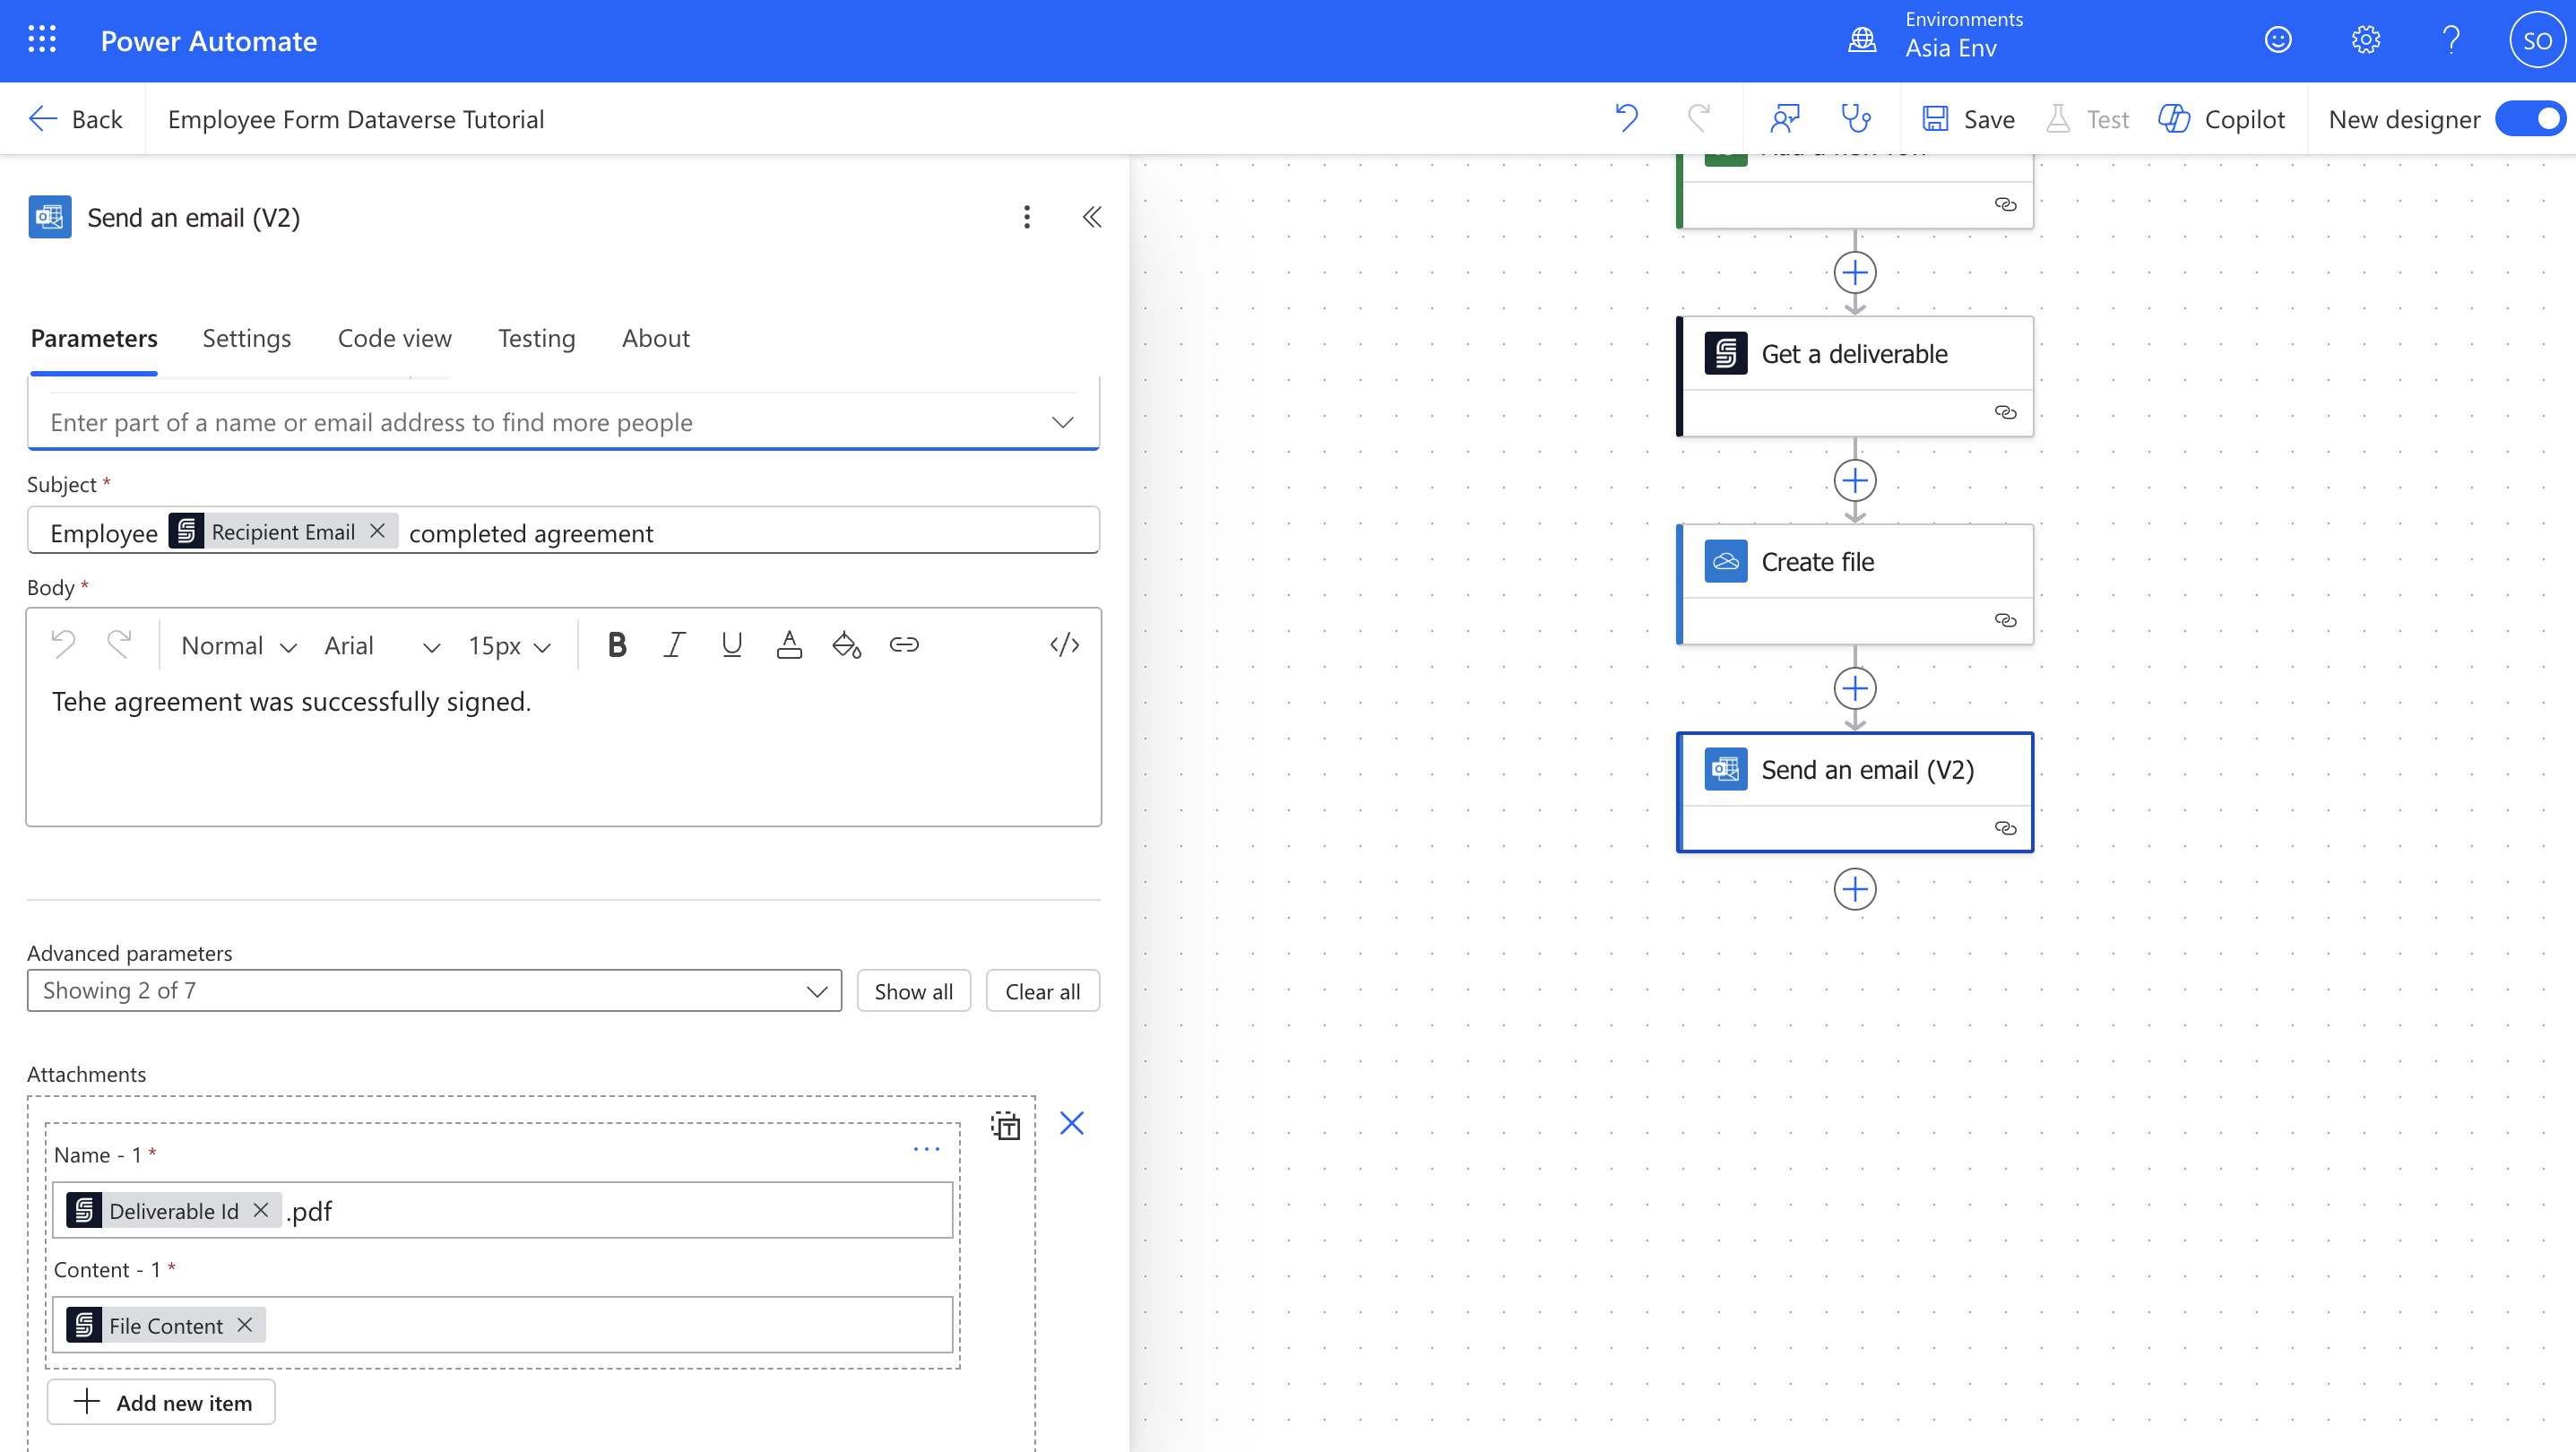 Power Automate
Environments
Asia Env
SO
Back
Employee Form Dataverse Tutorial
Save
Test
Copilot
New designer
Send an email (V2)
Parameters
Settings
Code view
Testing
About
Enter part of a name or email address to find more people
Subject *
Employee Recipient Email completed agreement
Body *
Normal
Arial
15px
B
I
U
A
</>
Tehe agreement was successfully signed.
Advanced parameters
Showing 2 of 7
Show all
Clear all
Attachments
Name - 1 *
Deliverable Id .pdf
Content - 1 *
File Content
Add new item
Get a deliverable
Create file
Send an email (V2)